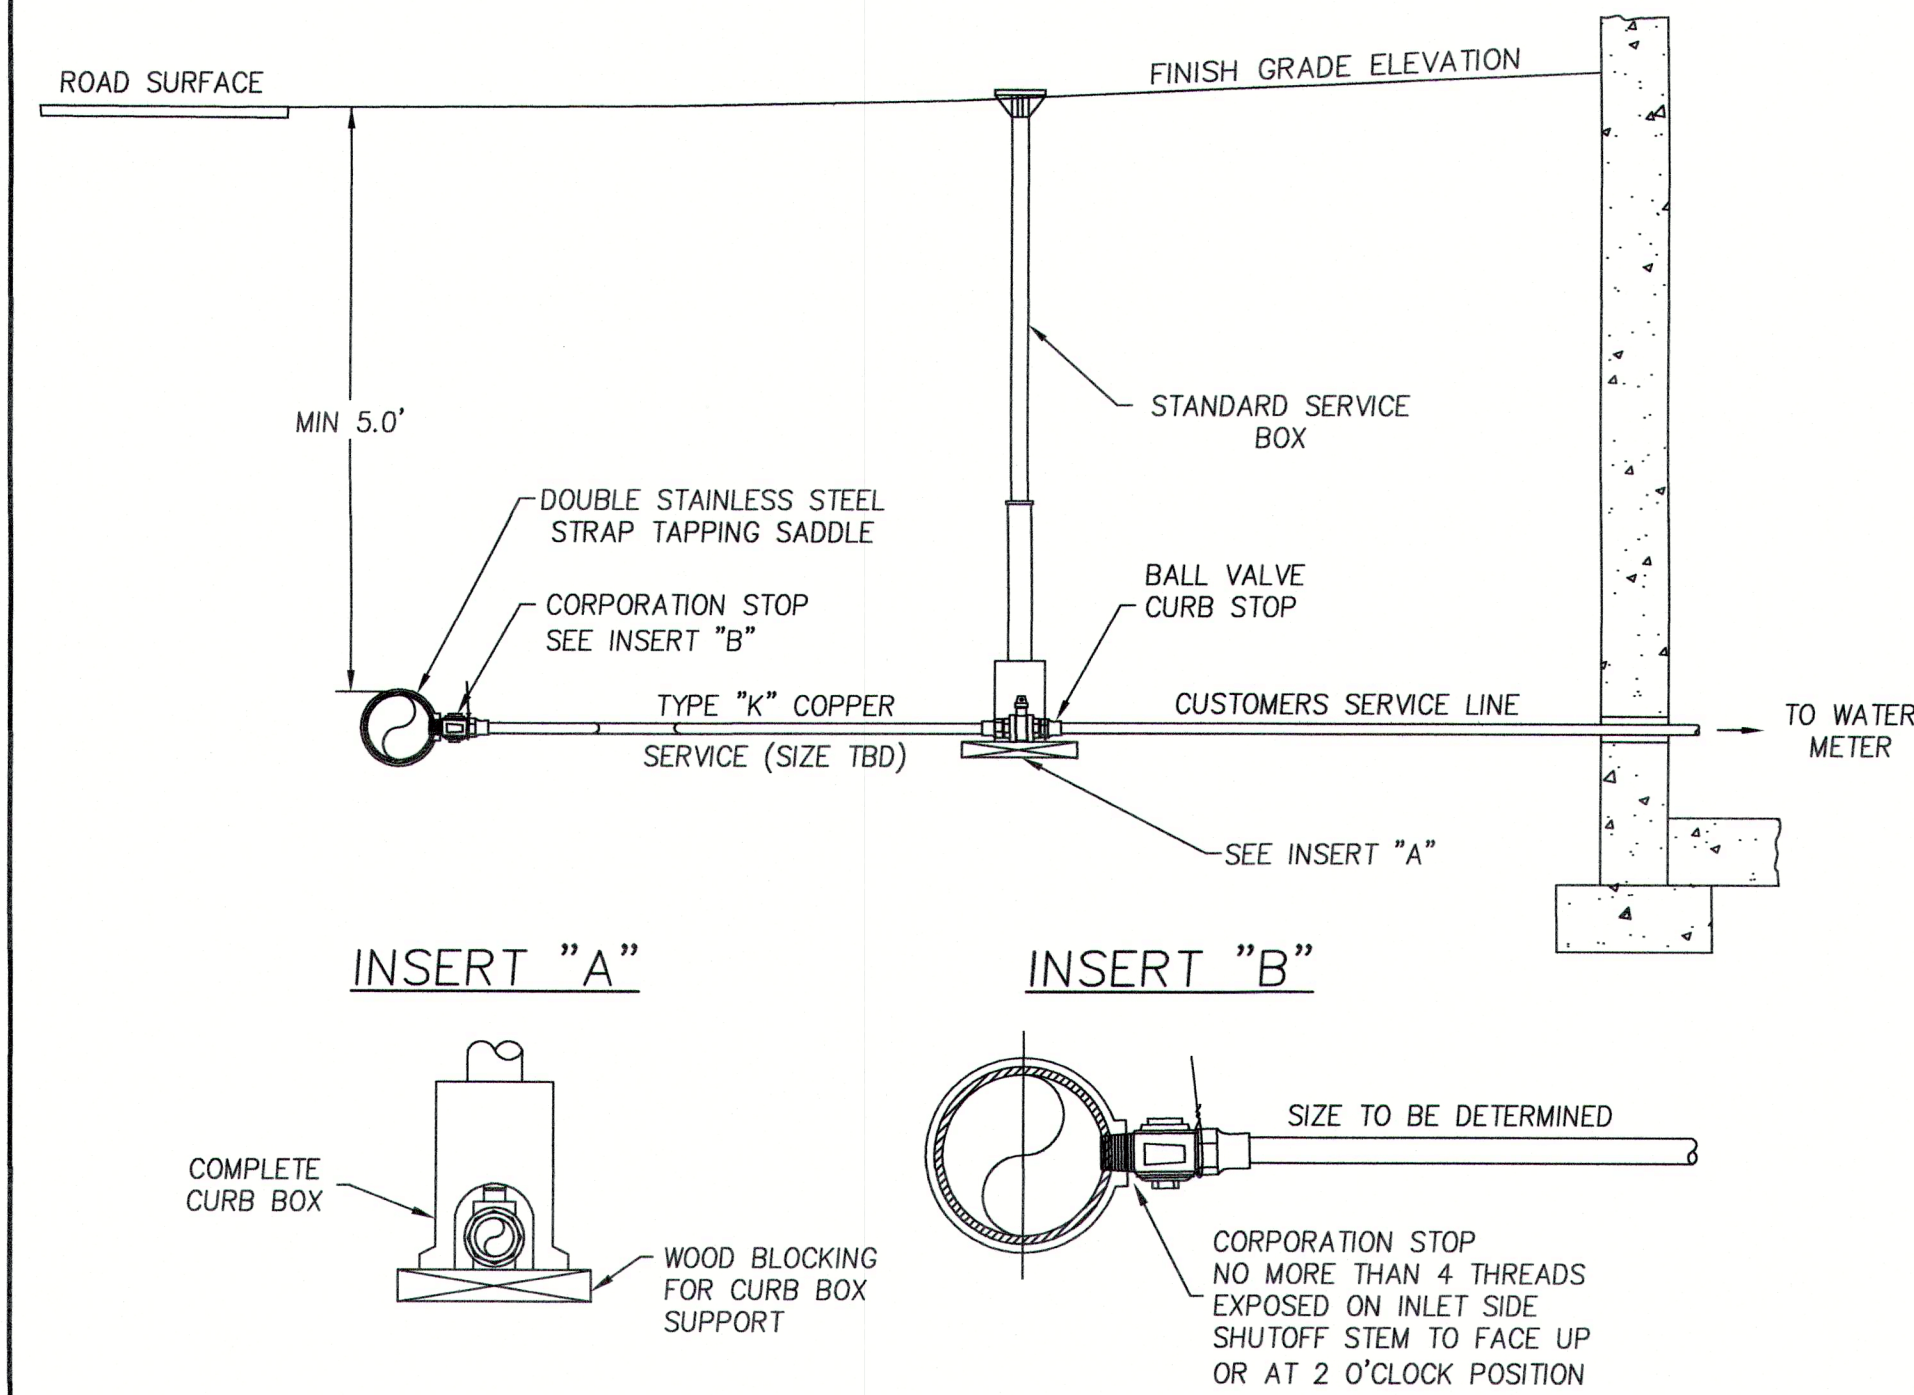 ROAD SURFACE
FINISH GRADE ELEVATION
MIN 5.0'
STANDARD SERVICE
BOX
DOUBLE STAINLESS STEEL
STRAP TAPPING SADDLE
BALL VALVE
CURB STOP
CORPORATION STOP
SEE INSERT "B"
TYPE "K" COPPER
SERVICE (SIZE TBD)
CUSTOMERS SERVICE LINE
TO WATER
METER
SEE INSERT "A"
INSERT "A"
COMPLETE
CURB BOX
WOOD BLOCKING
FOR CURB BOX
SUPPORT
INSERT "B"
SIZE TO BE DETERMINED
CORPORATION STOP
NO MORE THAN 4 THREADS
EXPOSED ON INLET SIDE
SHUTOFF STEM TO FACE UP
OR AT 2 O'CLOCK POSITION